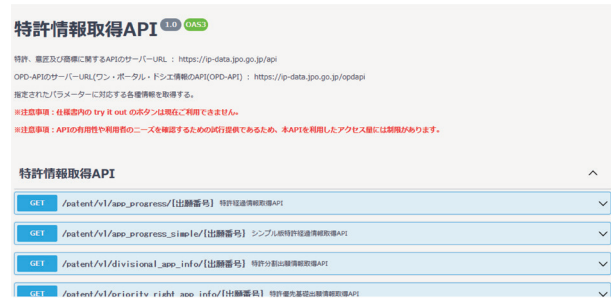 特許情報取得API 1.0 OAS3
特許、意匠及び商標に関するAPIのサーバーURL : https://ip-data.jpo.go.jp/api
OPD-APIのサーバーURL(ワン・ポータル・ドシエ情報のAPI(OPD-API) : https://ip-data.jpo.go.jp/opdapi
指定されたパラメーターに対応する各種情報を取得する。
※注意事項：仕様書内の try it out のボタンは現在ご利用できません。
※注意事項：APIの有用性や利用者のニーズを確認するための試行提供であるため、本APIを利用したアクセス量には制限があります。
特許情報取得API
GET /patent/v1/app_progress/[出願番号] 特許経過情報取得API
GET /patent/v1/app_progress_simple/[出願番号] シンプル版特許経過情報取得API
GET /patent/v1/divisional_app_info/[出願番号] 特許分割出願情報取得API
GET /patent/v1/priority_right_app_info/[出願番号] 特許優先基礎出願情報取得API